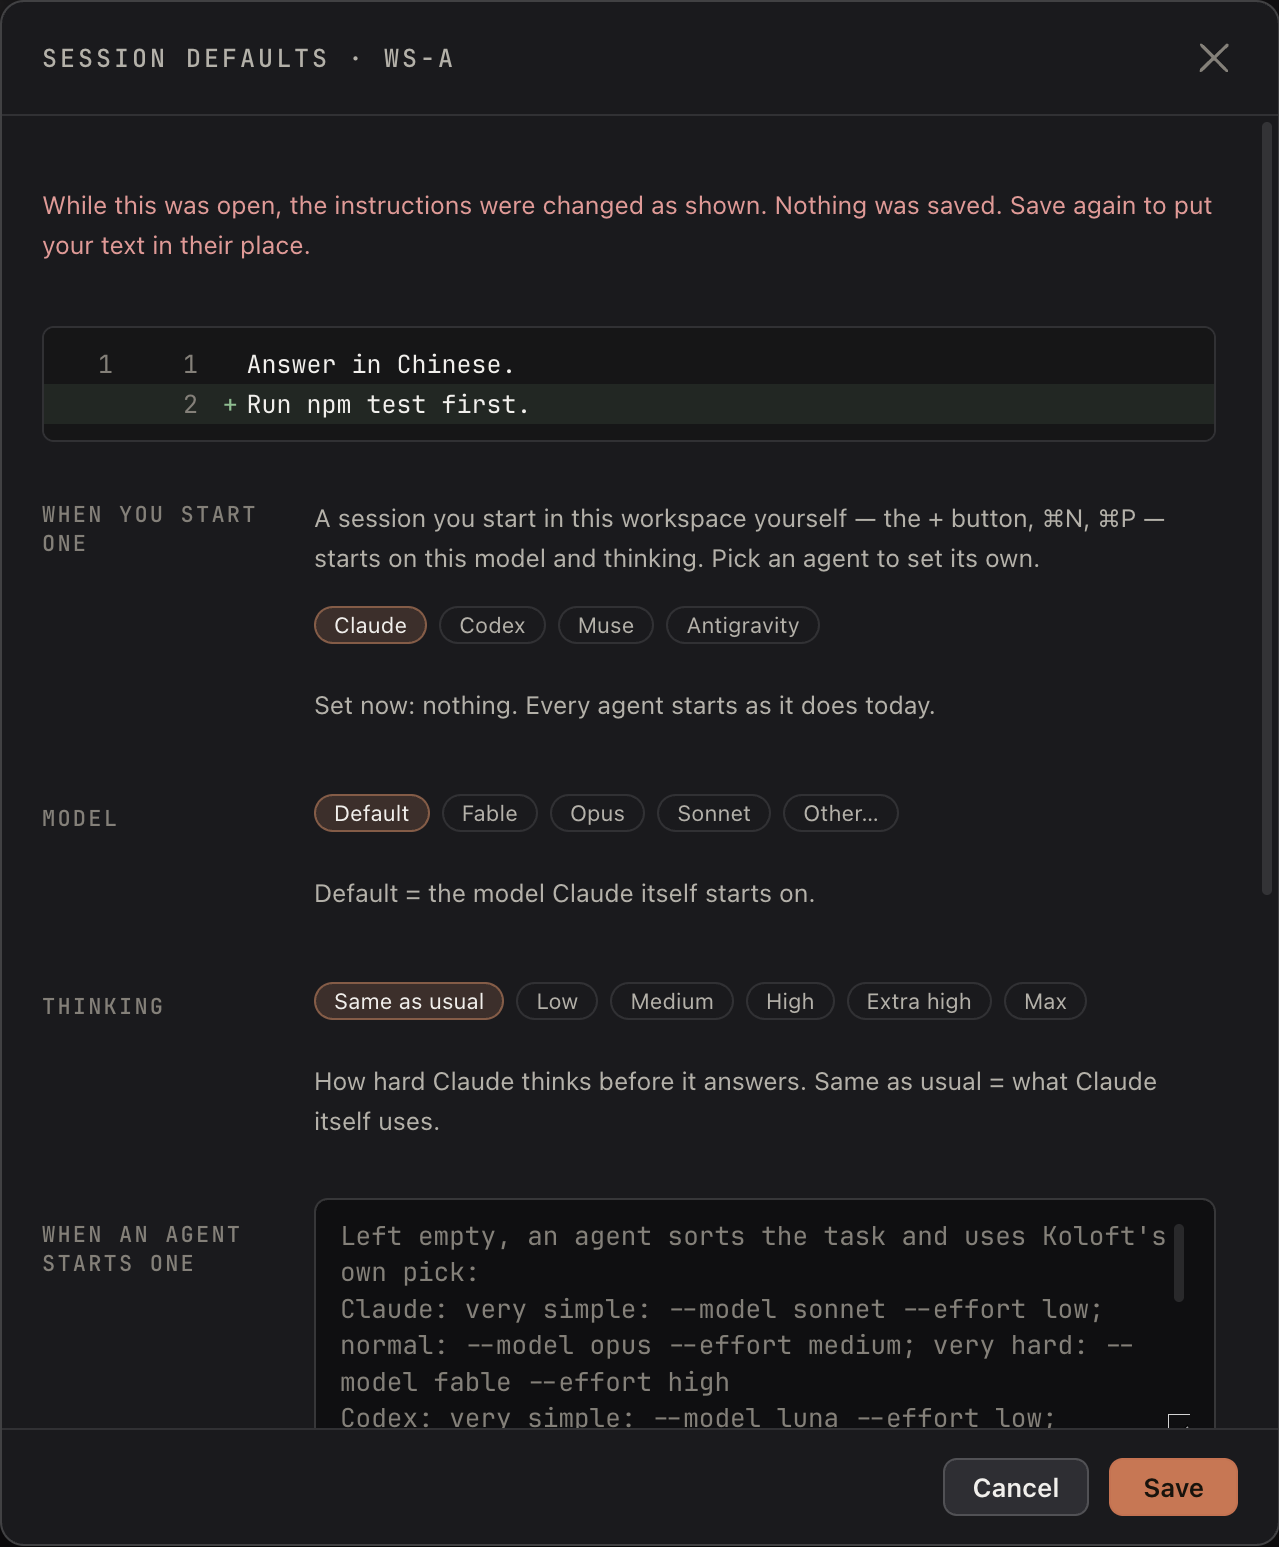 SESSION DEFAULTS · WS-A
While this was open, the instructions were changed as shown. Nothing was saved. Save again to put
your text in their place.
1 1 Answer in Chinese.
2 + Run npm test first.
WHEN YOU START
ONE
A session you start in this workspace yourself — the + button, ⌘N, ⌘P —
starts on this model and thinking. Pick an agent to set its own.
Claude Codex Muse Antigravity
Set now: nothing. Every agent starts as it does today.
MODEL
Default Fable Opus Sonnet Other...
Default = the model Claude itself starts on.
THINKING
Same as usual Low Medium High Extra high Max
How hard Claude thinks before it answers. Same as usual = what Claude
itself uses.
WHEN AN AGENT
STARTS ONE
Left empty, an agent sorts the task and uses Koloft's
own pick:
Claude: very simple: --model sonnet --effort low;
normal: --model opus --effort medium; very hard: --
model fable --effort high
Codex: very simple: --model luna --effort low;
Cancel Save